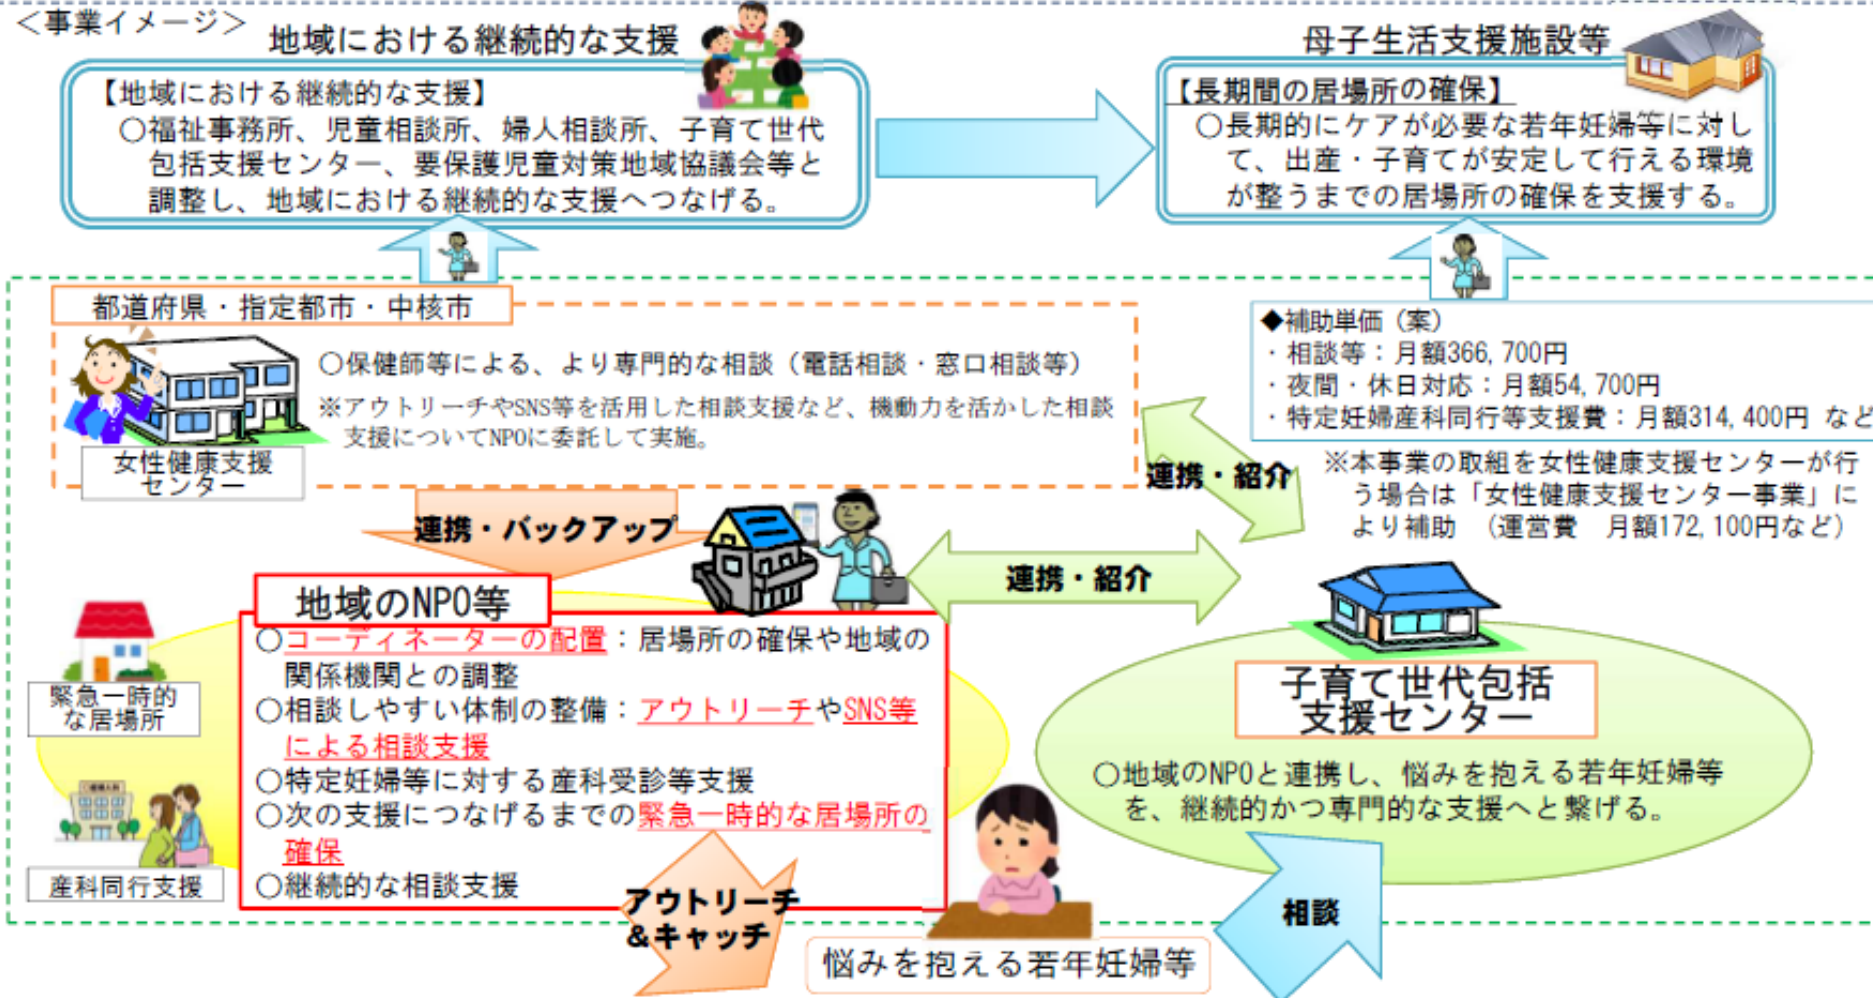 ＜事業イメージ＞
地域における継続的な支援
【地域における継続的な支援】
○福祉事務所、児童相談所、婦人相談所、子育て世代
包括支援センター、要保護児童対策地域協議会等と
調整し、地域における継続的な支援へつなげる。
母子生活支援施設等
【長期間の居場所の確保】
○長期的にケアが必要な若年妊婦等に対し
て、出産・子育てが安定して行える環境
が整うまでの居場所の確保を支援する。
都道府県・指定都市・中核市
○保健師等による、より専門的な相談（電話相談・窓口相談等）
※アウトリーチやSNS等を活用した相談支援など、機動力を活かした相談
支援についてNPOに委託して実施。
女性健康支援
センター
◆補助単価（案）
・相談等：月額366,700円
・夜間・休日対応：月額54,700円
・特定妊婦産科同行等支援費：月額314,400円 など
※本事業の取組を女性健康支援センターが行
う場合は「女性健康支援センター事業」に
より補助　（運営費　月額172,100円など）
連携・紹介
連携・バックアップ
連携・紹介
地域のNPO等
○コーディネーターの配置：居場所の確保や地域の
関係機関との調整
○相談しやすい体制の整備：アウトリーチやSNS等
による相談支援
○特定妊婦等に対する産科受診等支援
○次の支援につなげるまでの緊急一時的な居場所の
確保
○継続的な相談支援
緊急一時的
な居場所
産科同行支援
子育て世代包括
支援センター
○地域のNPOと連携し、悩みを抱える若年妊婦等
を、継続的かつ専門的な支援へと繋げる。
アウトリーチ
&キャッチ
相談
悩みを抱える若年妊婦等